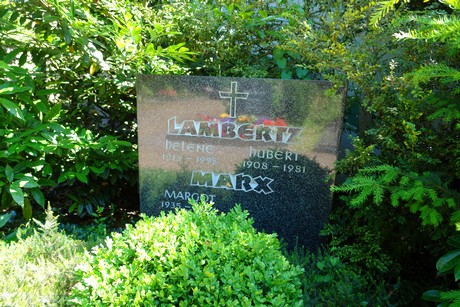 LAMBERTZ
HELENE HUBERT
1908 - 1981
MARX
MARGOT
1935